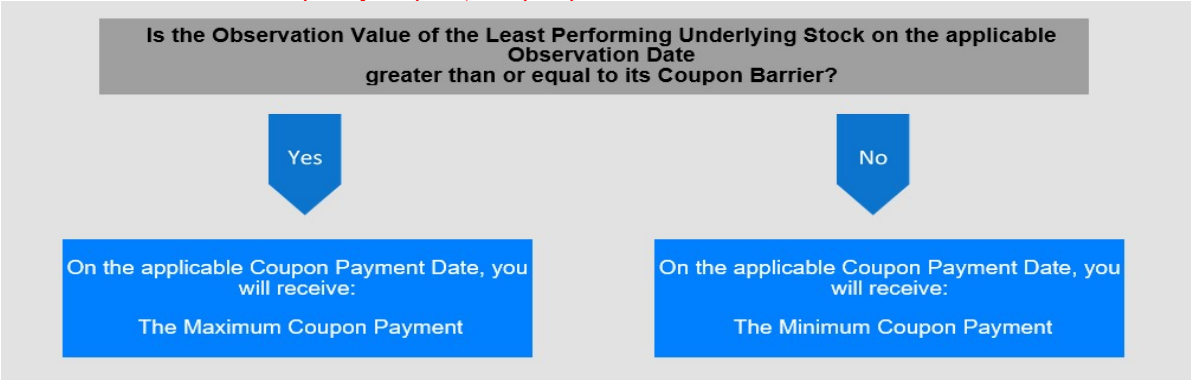 Is the Observation Value of the Least Performing Underlying Stock on the applicable
Observation Date
greater than or equal to its Coupon Barrier?
Yes
No
On the applicable Coupon Payment Date, you
will receive:
The Maximum Coupon Payment
On the applicable Coupon Payment Date, you
will receive:
The Minimum Coupon Payment